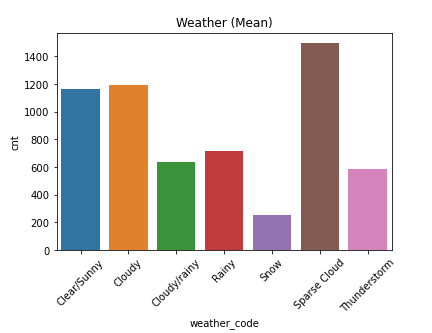 Weather (Mean)
1400
1200
1000
800
600
400
200
0
cnt
Clear/Sunny
Cloudy
Cloudy/rainy
Rainy
Snow
Sparse Cloud
Thunderstorm
weather_code